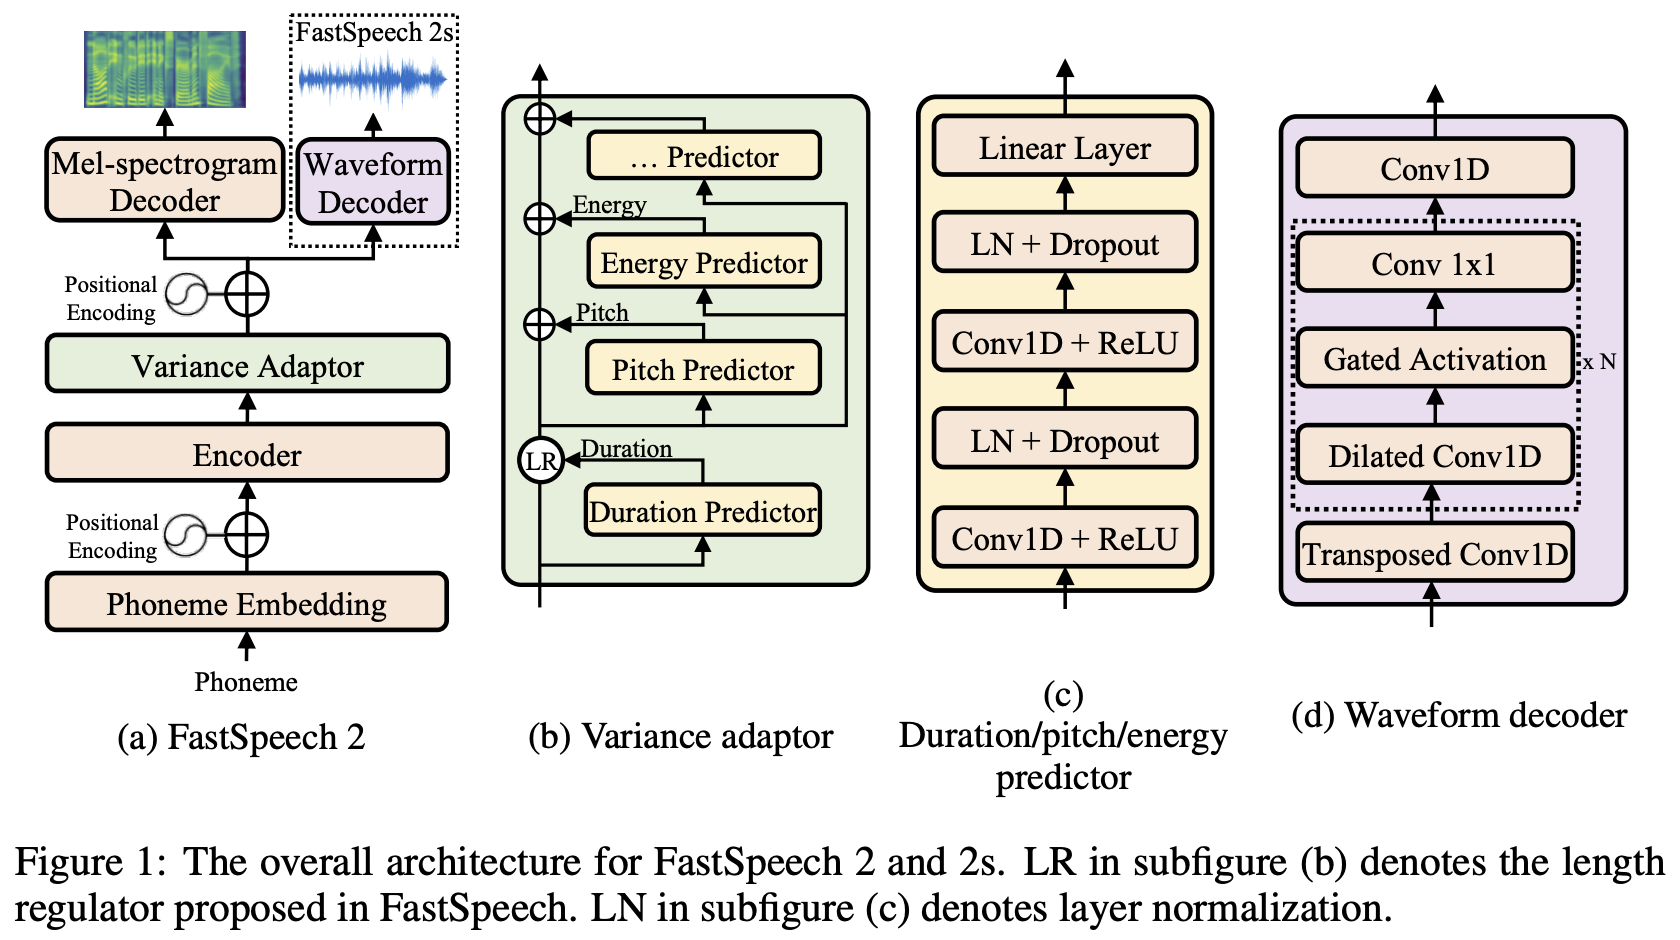 FastSpeech 2s
Mel-spectrogram
Decoder
Waveform
Decoder
Positional
Encoding
Variance Adaptor
Encoder
Positional
Encoding
Phoneme Embedding
Phoneme
(a) FastSpeech 2
... Predictor
Energy
Energy Predictor
Pitch
Pitch Predictor
LR
Duration
Duration Predictor
(b) Variance adaptor
Linear Layer
LN + Dropout
Conv1D + ReLU
LN + Dropout
Conv1D + ReLU
(c)
Duration/pitch/energy
predictor
Conv1D
Conv 1x1
Gated Activation
x N
Dilated Conv1D
Transposed Conv1D
(d) Waveform decoder
Figure 1: The overall architecture for FastSpeech 2 and 2s. LR in subfigure (b) denotes the length
regulator proposed in FastSpeech. LN in subfigure (c) denotes layer normalization.